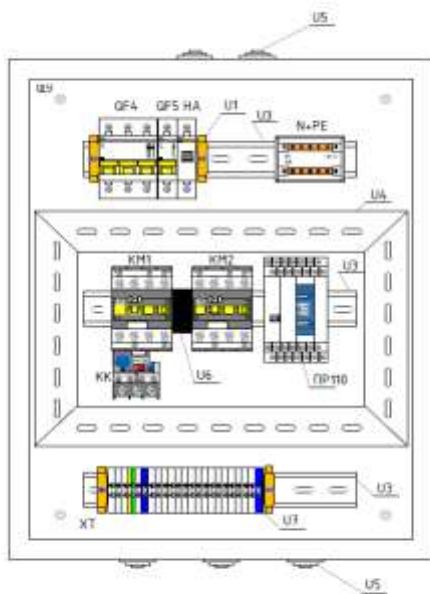 U5
ЩУ
QF4 QF5 HA U1 U3 N+PE
U4
KM1 KM2 U3
KK U6 ПР110
U3
XT U7
U5